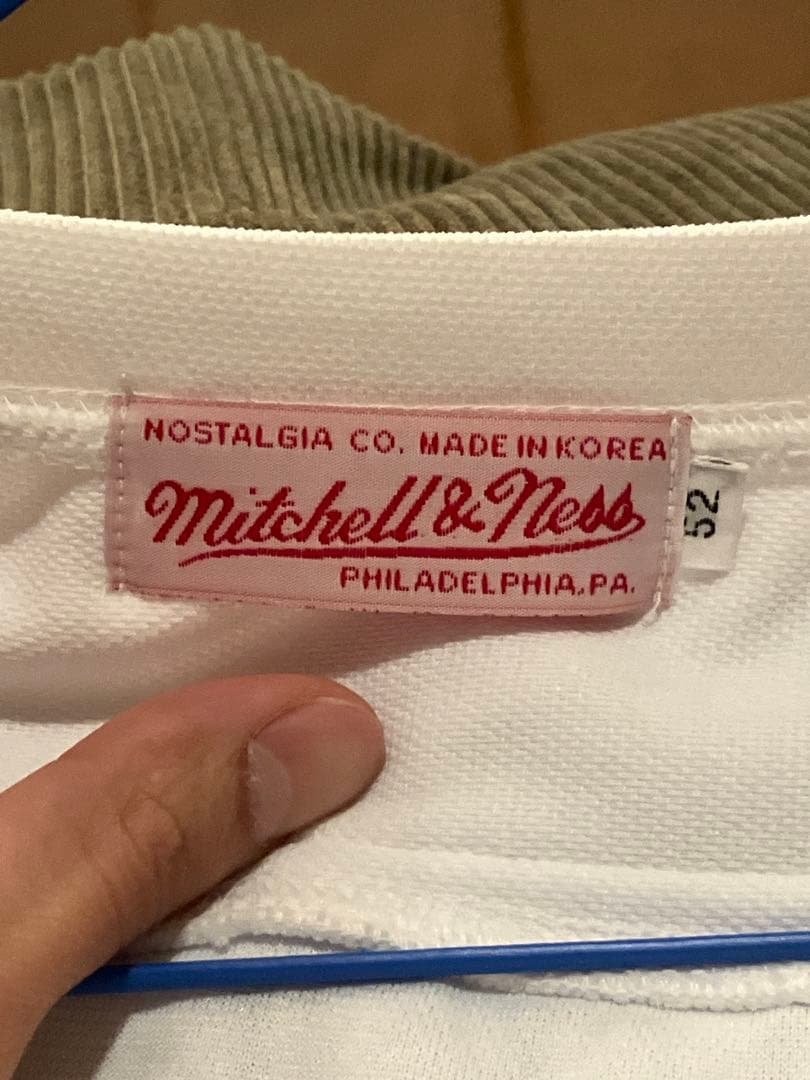 NOSTALGIA CO. MADE IN KOREA
Mitchell & Ness
PHILADELPHIA, PA.
52